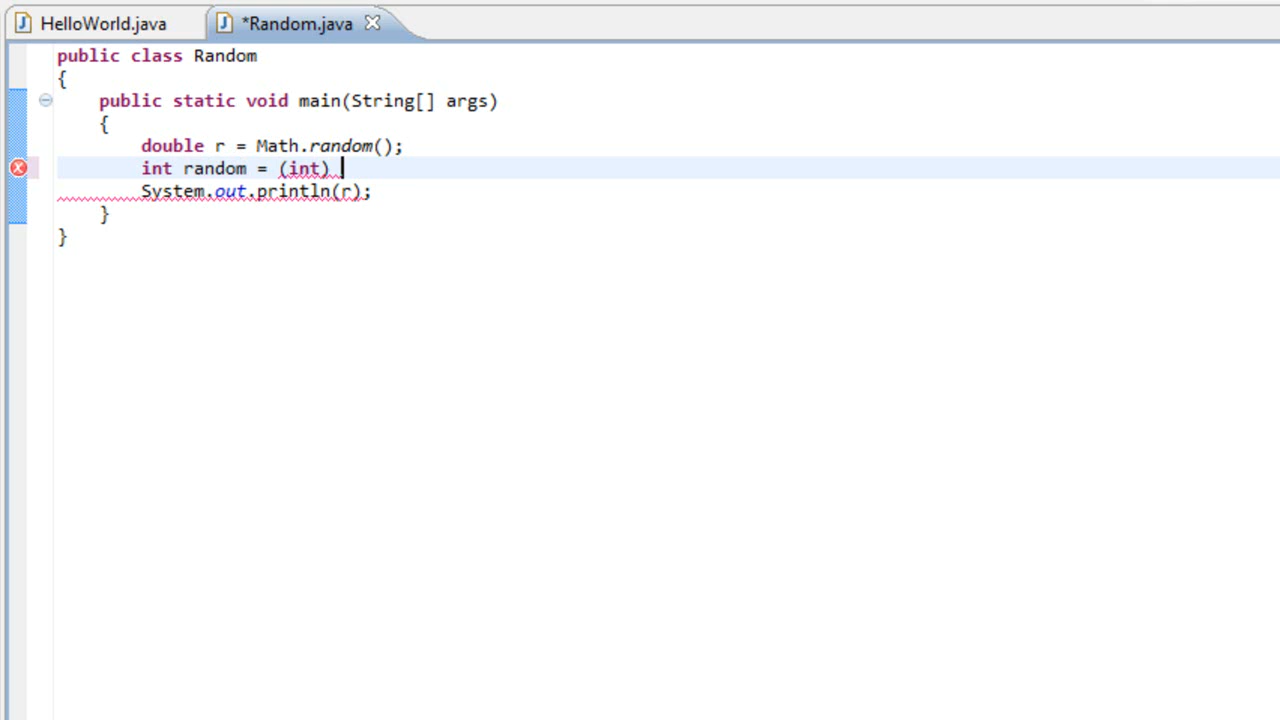 HelloWorld.java
*Random.java
public class Random
{
public static void main(String[] args)
{
double r = Math.random();
int random = (int)
System.out.println(r);
}
}